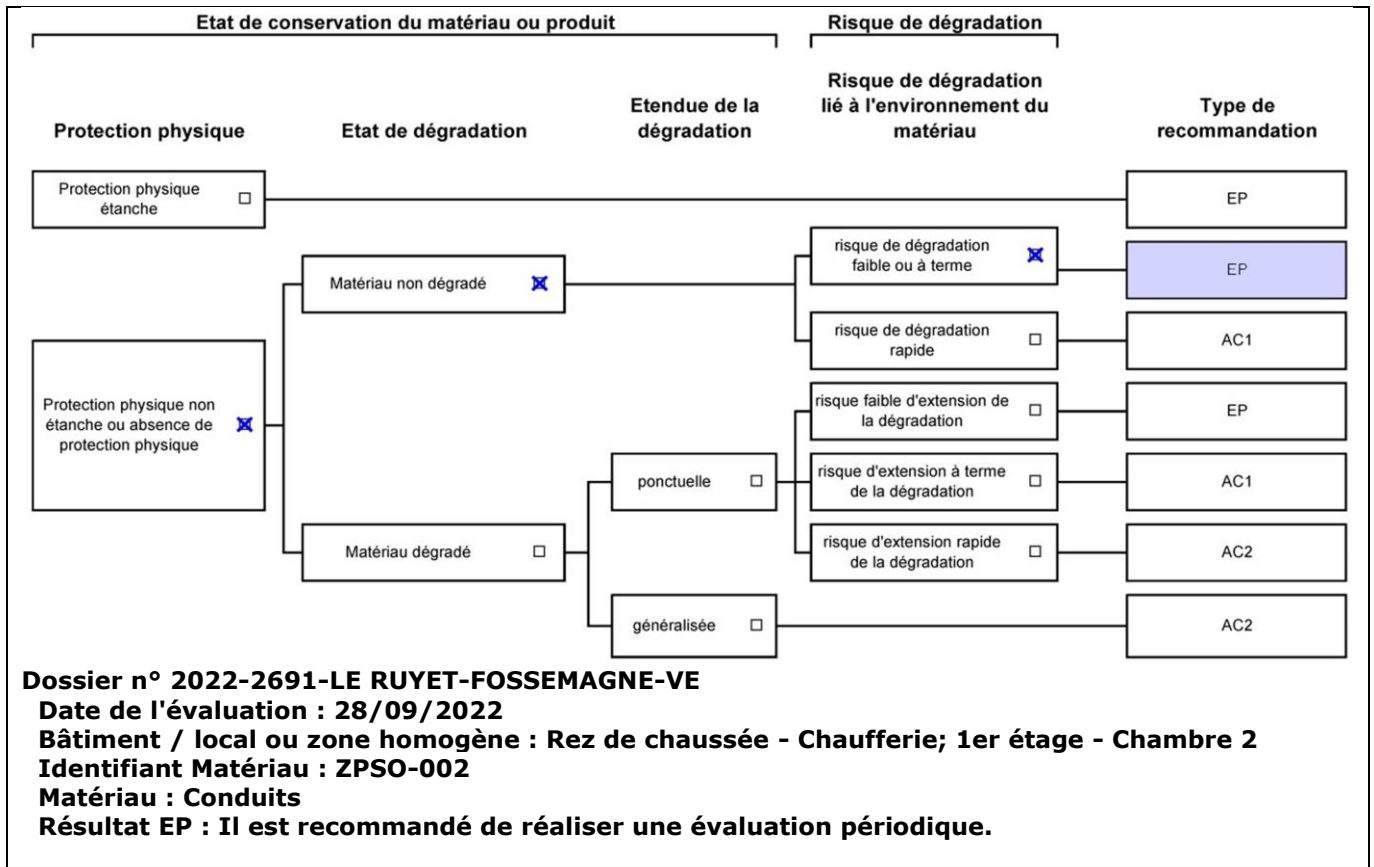 Etat de conservation du matériau ou produit
Risque de dégradation
Protection physique
Etat de dégradation
Etendue de la
dégradation
Risque de dégradation
lié à l'environnement du
matériau
Type de
recommandation
Protection physique
étanche
EP
risque de dégradation
faible ou à terme
EP
Matériau non dégradé
risque de dégradation
rapide
AC1
Protection physique non
étanche ou absence de
protection physique
risque faible d'extension de
la dégradation
EP
ponctuelle
risque d'extension à terme
de la dégradation
AC1
Matériau dégradé
risque d'extension rapide
de la dégradation
AC2
généralisée
AC2
Dossier n° 2022-2691-LE RUYET-FOSSEMAGNE-VE
Date de l'évaluation : 28/09/2022
Bâtiment / local ou zone homogène : Rez de chaussée - Chaufferie; 1er étage - Chambre 2
Identifiant Matériau : ZPSO-002
Matériau : Conduits
Résultat EP : Il est recommandé de réaliser une évaluation périodique.